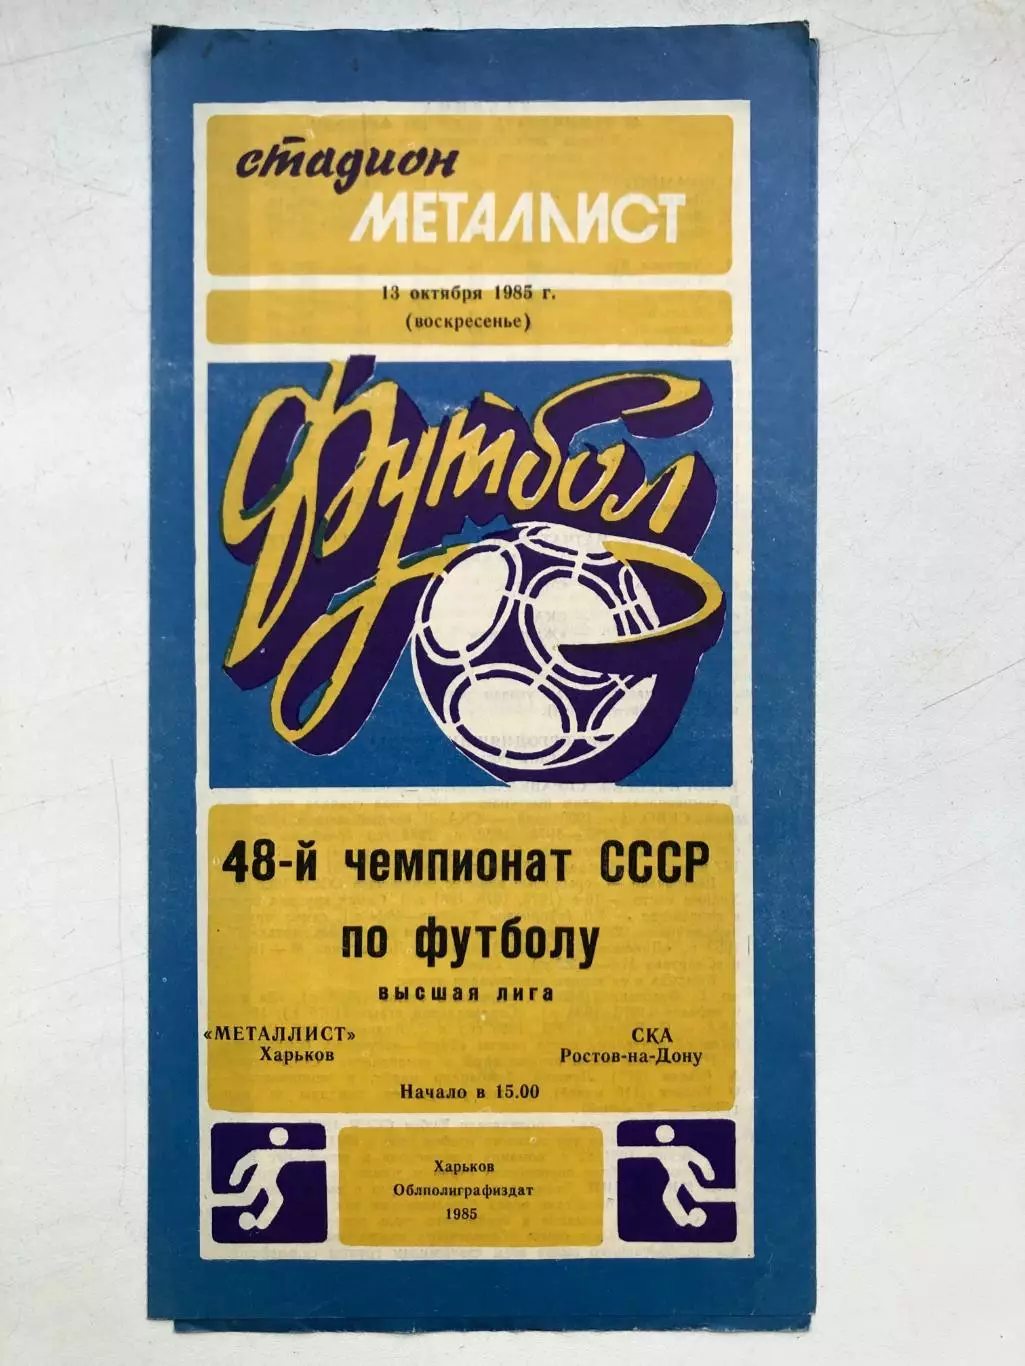 стадион
МЕТАЛЛИСТ
13 октября 1985 г.
(воскресенье)
Футбол
48-й чемпионат СССР
по футболу
высшая лига
«МЕТАЛЛИСТ» СКА
Харьков Ростов-на-Дону
Начало в 15.00
Харьков
Облполиграфиздат
1985